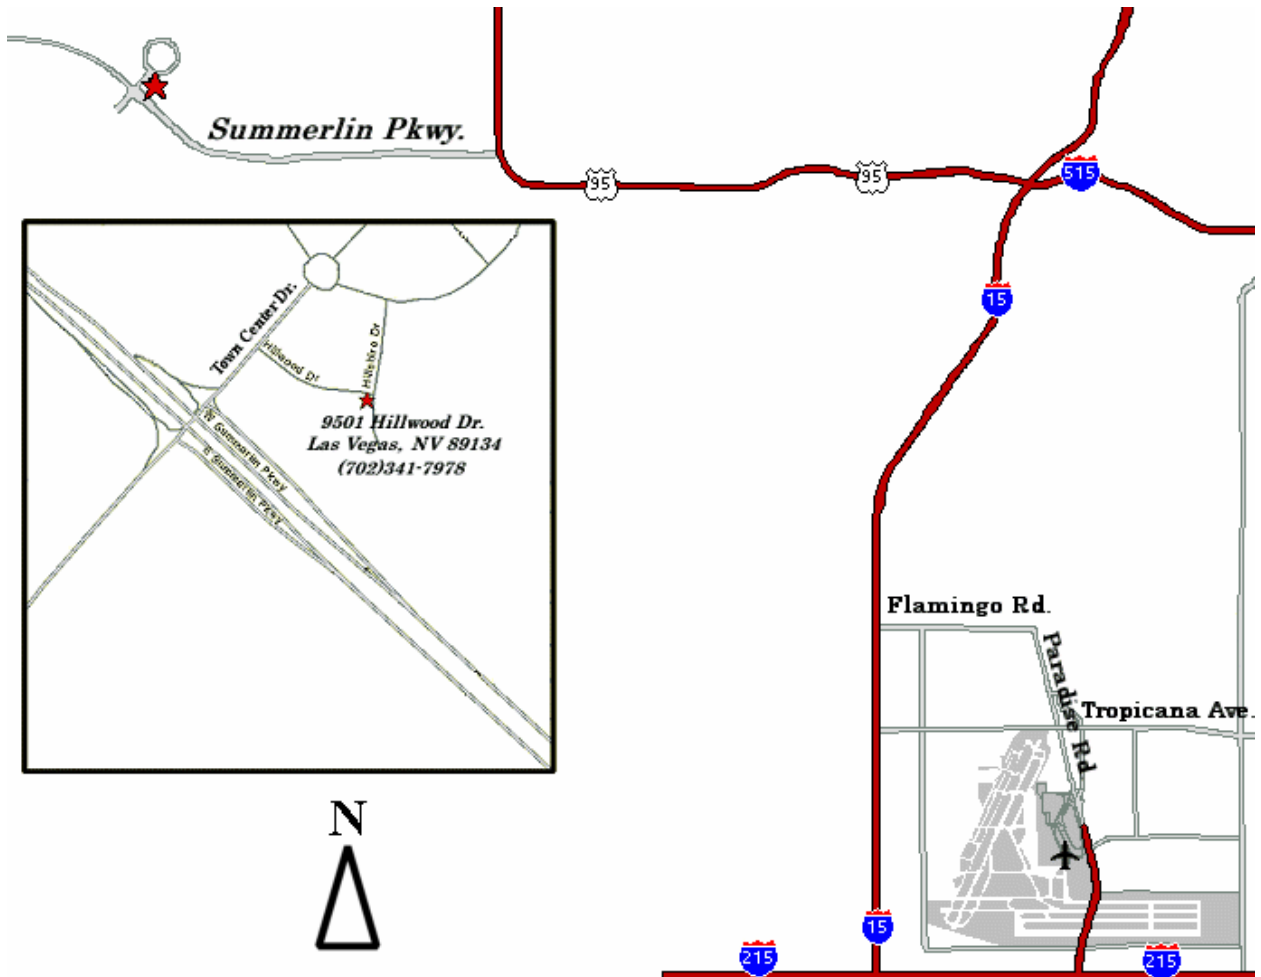 Summerlin Pkwy.
95
95
515
15
Town Center Dr.
Hillwood Dr
Hillshire Dr
9501 Hillwood Dr.
Las Vegas, NV 89134
(702)341-7978
W Summerlin Pkwy
E Summerlin Pkwy
Flamingo Rd.
Paradise Rd
Tropicana Ave.
N
15
215
215